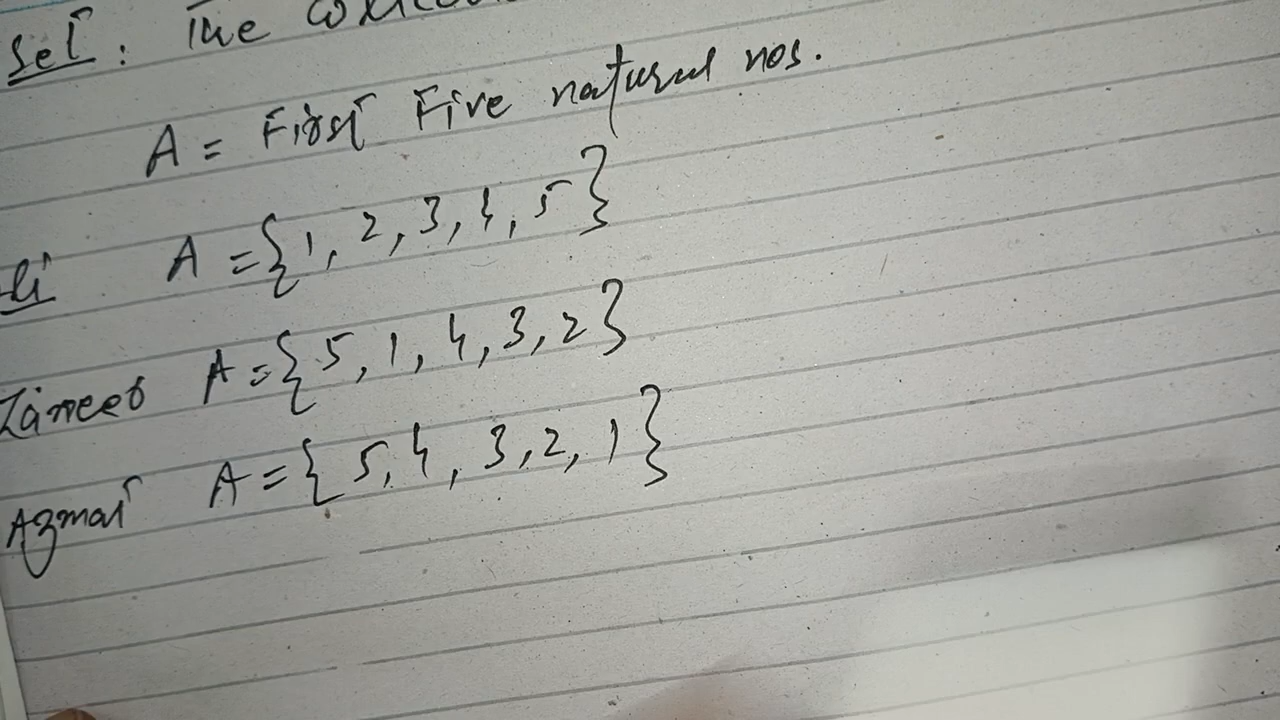 Set: The
A = First Five natural nos.
A = {1, 2, 3, 4, 5}
Zameer A = {5, 1, 4, 3, 2}
Azmat A = {5, 4, 3, 2, 1}